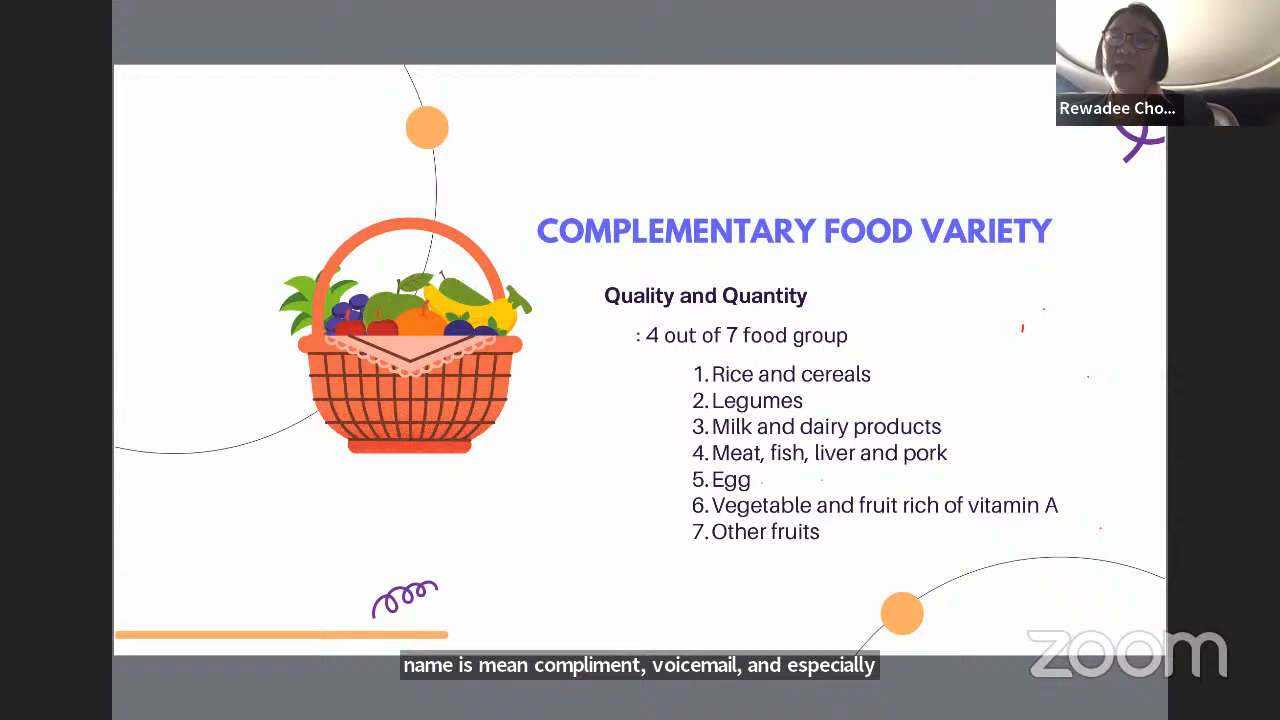 Rewadee Cho...
COMPLEMENTARY FOOD VARIETY
Quality and Quantity
: 4 out of 7 food group
1. Rice and cereals
2. Legumes
3. Milk and dairy products
4. Meat, fish, liver and pork
5. Egg
6. Vegetable and fruit rich of vitamin A
7. Other fruits
zoom
name is mean compliment, voicemail, and especially